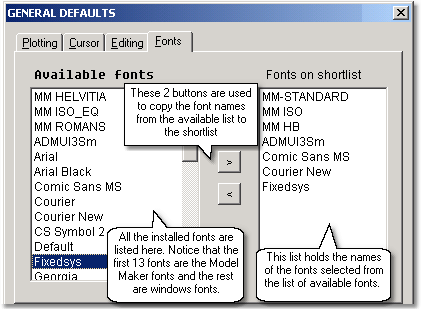 GENERAL DEFAULTS
Plotting
Cursor
Editing
Fonts
Available fonts
MM HELVITIA
MM ISO_EQ
MM ROMANS
ADMUI3Sm
Arial
Arial Black
Comic Sans MS
Courier
Courier New
CS Symbol 2
Default
Fixedsys
Georgia
These 2 buttons are used
to copy the font names
from the available list to
the shortlist
>
<
All the installed fonts are
listed here. Notice that the
first 13 fonts are the Model
Maker fonts and the rest
are windows fonts.
Fonts on shortlist
MM-STANDARD
MM ISO
MM HB
ADMUI3Sm
Comic Sans MS
Courier New
Fixedsys
This list holds the names
of the fonts selected from
the list of available fonts.